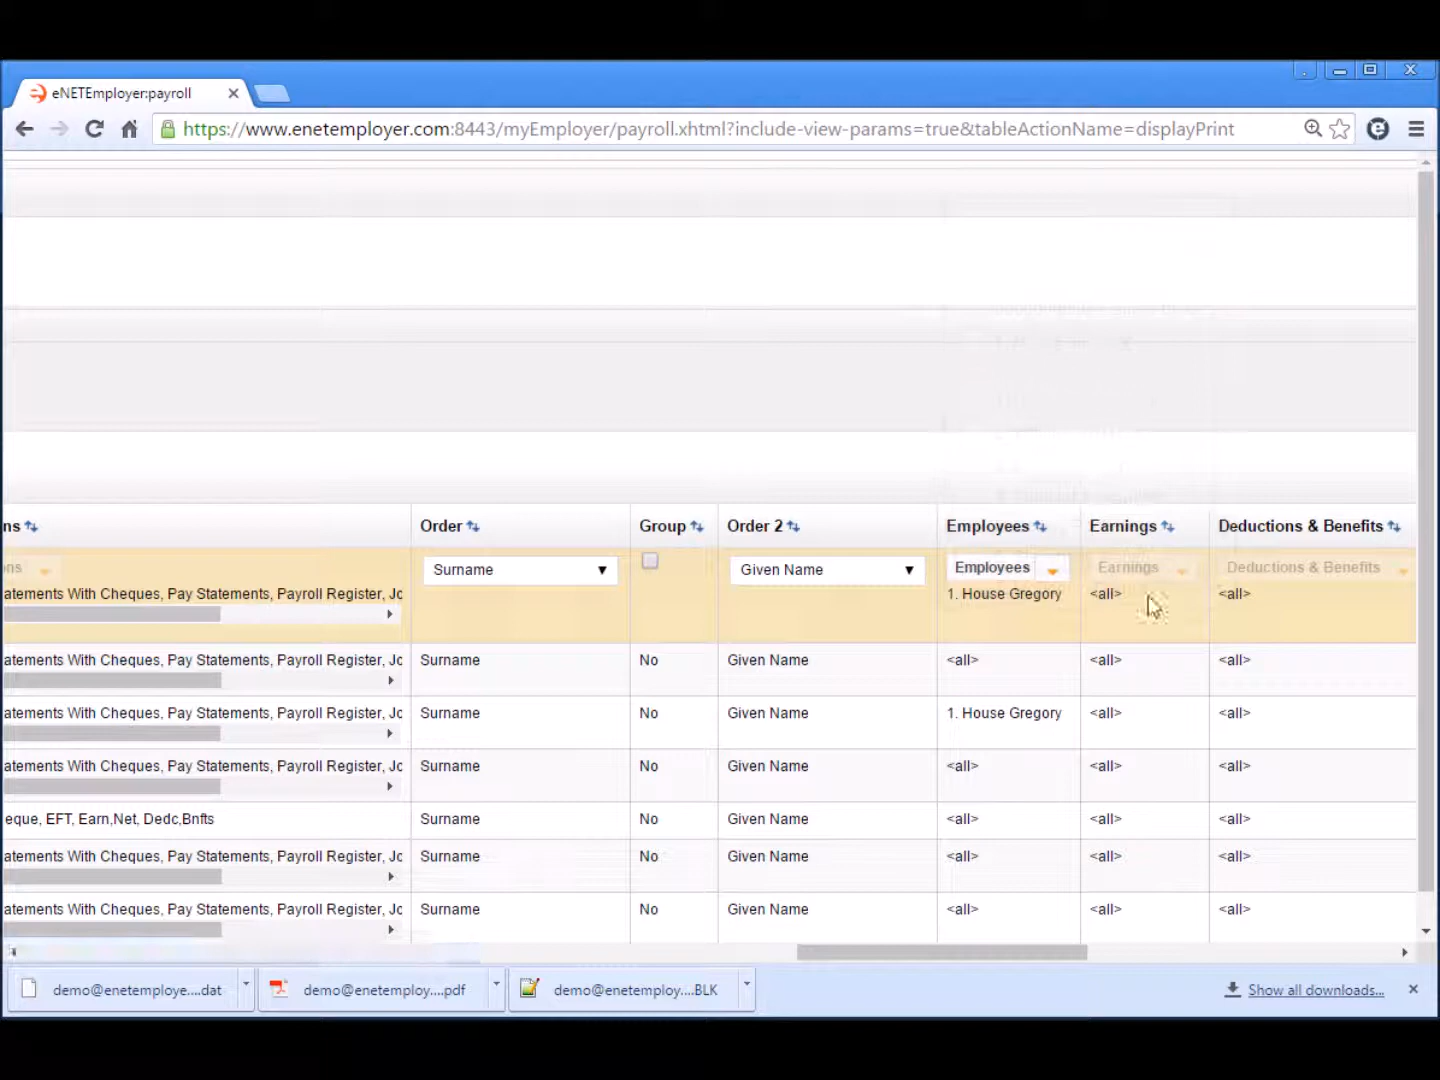 eNETEmployer:payroll
https://www.enetemployer.com:8443/myEmployer/payroll.xhtml?include-view-params=true&tableActionName=displayPrint
ns Order Group Order 2 Employees Earnings Deductions & Benefits
ons Surname Given Name Employees Earnings Deductions & Benefits
atements With Cheques, Pay Statements, Payroll Register, Jc 1. House Gregory <all> <all>
atements With Cheques, Pay Statements, Payroll Register, Jc Surname No Given Name <all> <all> <all>
atements With Cheques, Pay Statements, Payroll Register, Jc Surname No Given Name 1. House Gregory <all> <all>
atements With Cheques, Pay Statements, Payroll Register, Jc Surname No Given Name <all> <all> <all>
eque, EFT, Earn,Net, Dedc,Bnfts Surname No Given Name <all> <all> <all>
atements With Cheques, Pay Statements, Payroll Register, Jc Surname No Given Name <all> <all> <all>
atements With Cheques, Pay Statements, Payroll Register, Jc Surname No Given Name <all> <all> <all>
demo@enetemploye....dat demo@enetemploy....pdf demo@enetemploy....BLK Show all downloads...